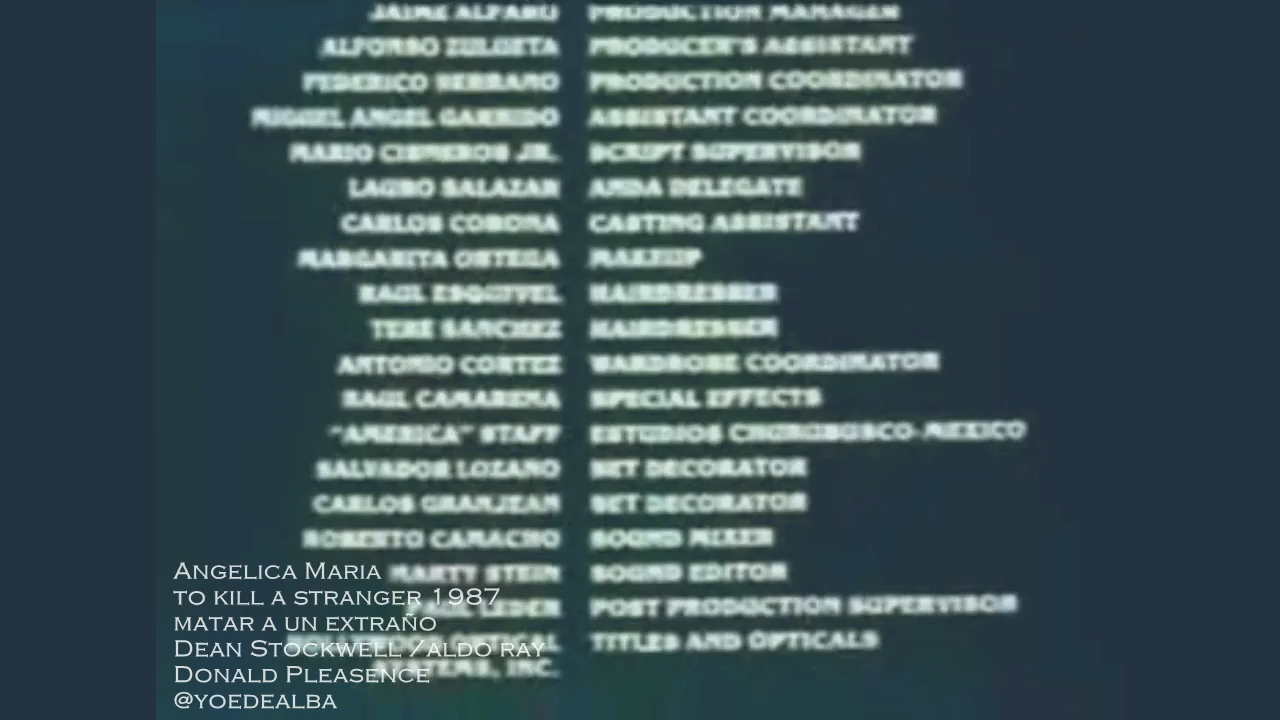 JAIME ALFARO PRODUCTION MANAGER
ALFONSO ZULUETA PRODUCER'S ASSISTANT
FEDERICO SERRANO PRODUCTION COORDINATOR
MIGUEL ANGEL GARRIDO ASSISTANT COORDINATOR
MARIO CISNEROS JR. SCRIPT SUPERVISOR
LAURO SALAZAR ANDA DELEGATE
CARLOS CORONA CASTING ASSISTANT
MARGARITA ORTEGA MAKEUP
RAUL ESQUIVEL HAIRDRESSER
TERE SANCHEZ HAIRDRESSER
ANTONIO CORTEZ WARDROBE COORDINATOR
RAUL CAMARENA SPECIAL EFFECTS
"AMERICA" STAFF ESTUDIOS CHURUBUSCO-MEXICO
SALVADOR LOZANO SET DECORATOR
CARLOS GRANJEAN SET DECORATOR
ROBERTO CAMACHO SOUND MIXER
MARTY STEIN SOUND EDITOR
LEDER POST PRODUCTION SUPERVISOR
OPTICAL TITLES AND OPTICALS
SYSTEMS, INC.
ANGELICA MARIA
TO KILL A STRANGER 1987
MATAR A UN EXTRAÑO
DEAN STOCKWELL /ALDO RAY
DONALD PLEASENCE
@YOEDEALBA